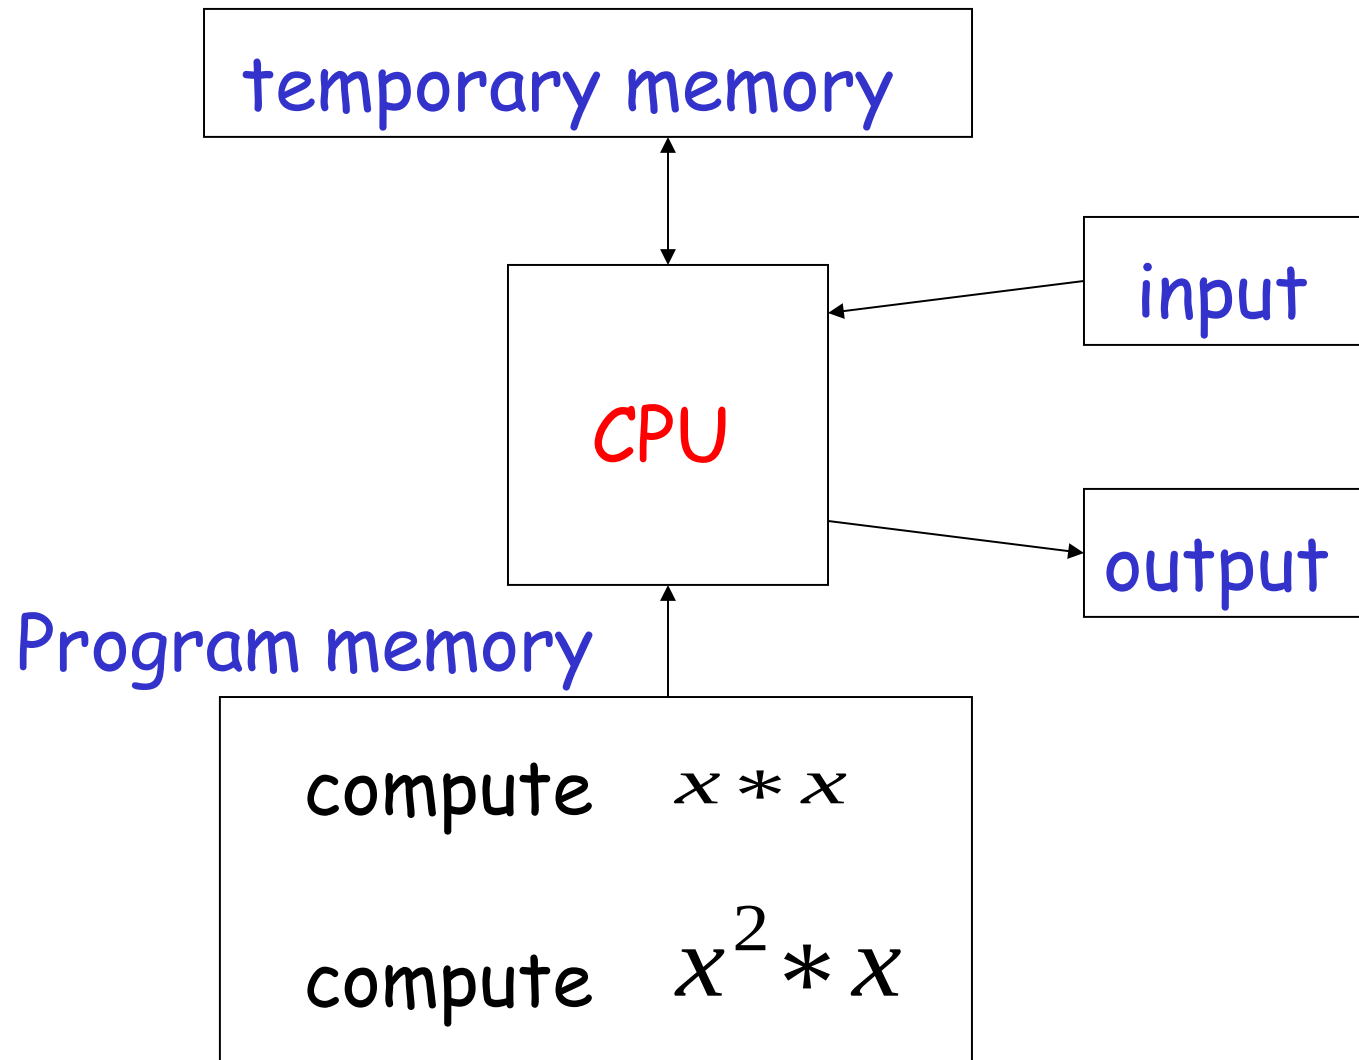 temporary memory
input
CPU
output
Program memory
compute x ∗ x
compute x² ∗ x